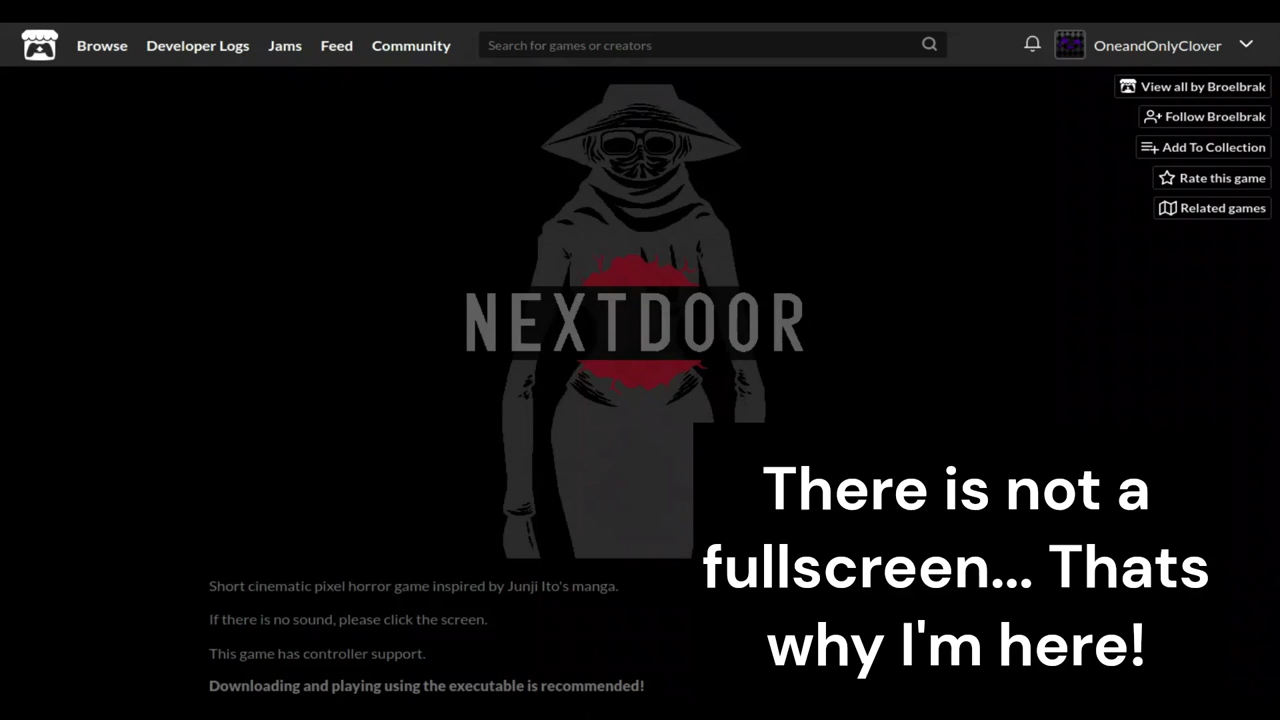 Browse Developer Logs Jams Feed Community Search for games or creators OneandOnlyClover
View all by Broelbrak
Follow Broelbrak
Add To Collection
Rate this game
Related games
NEXTDOOR
There is not a
fullscreen... Thats
why I'm here!
Short cinematic pixel horror game inspired by Junji Ito's manga.
If there is no sound, please click the screen.
This game has controller support.
Downloading and playing using the executable is recommended!